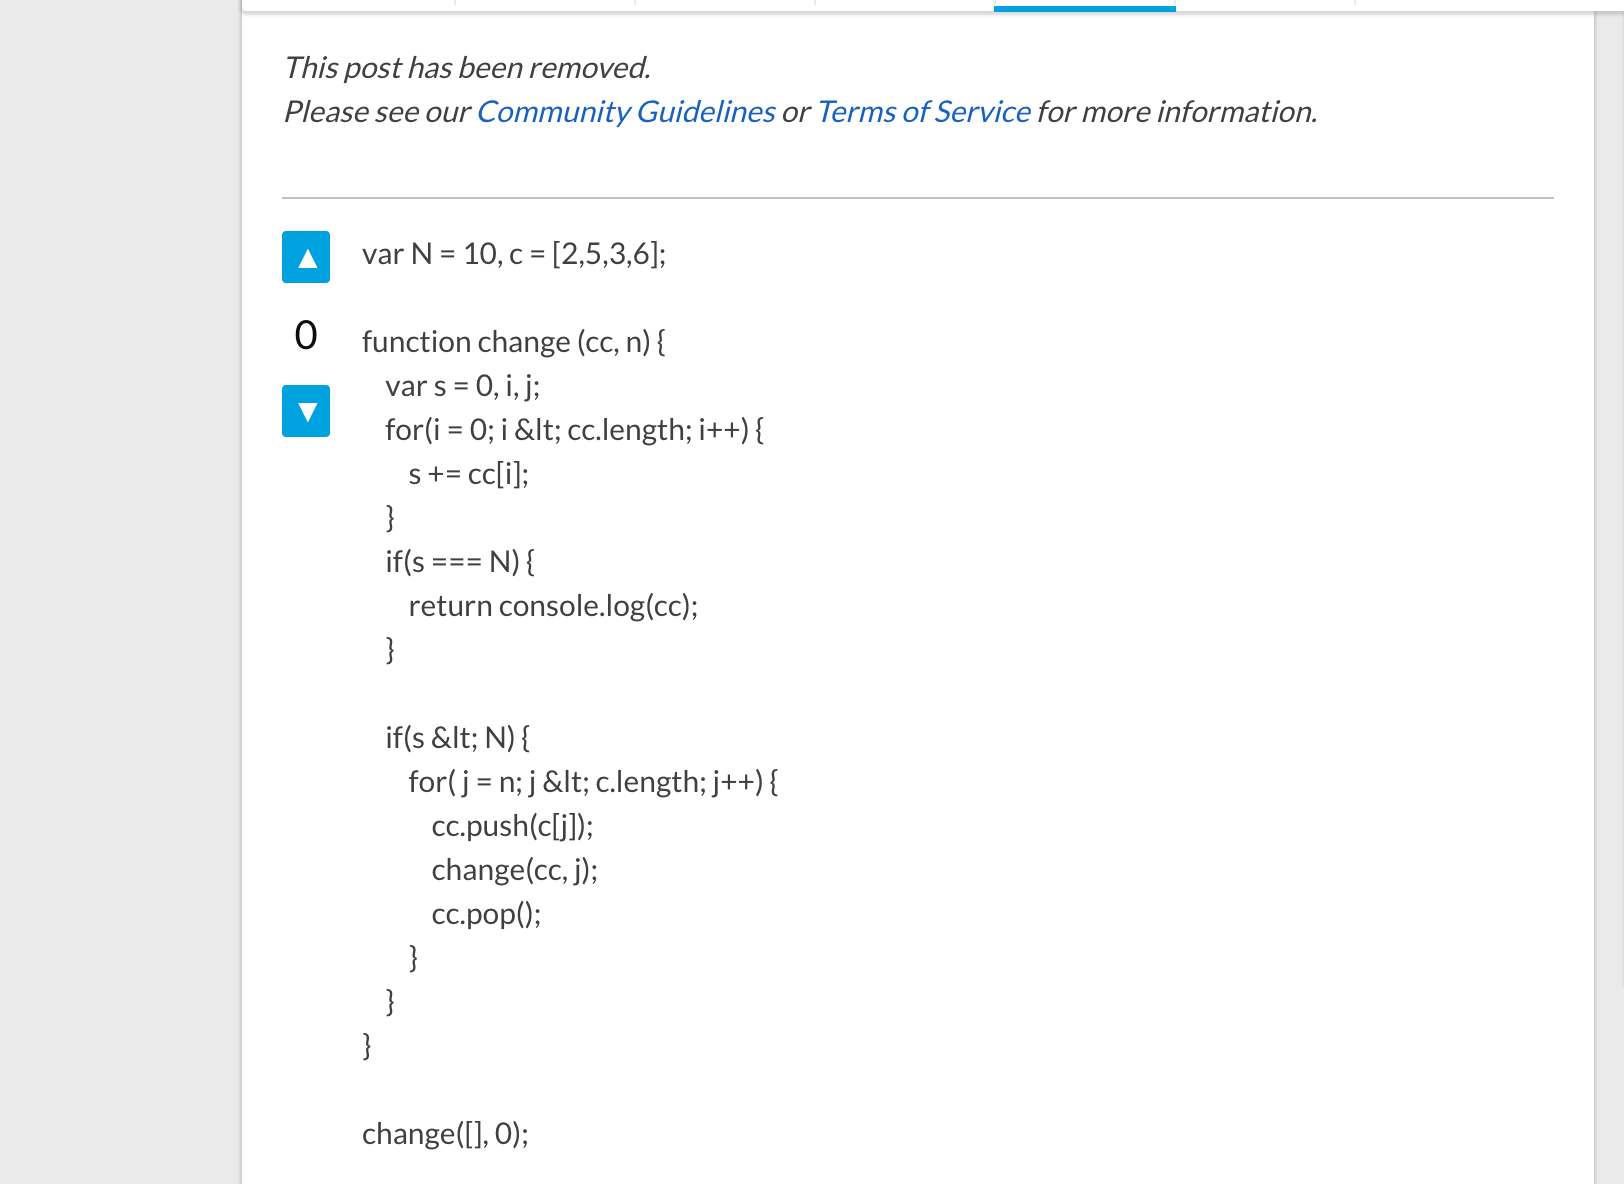 This post has been removed.
Please see our Community Guidelines or Terms of Service for more information.
▲
var N = 10, c = [2,5,3,6];
0
function change (cc, n) {
▼
var s = 0, i, j;
for(i = 0; i &lt; cc.length; i++) {
s += cc[i];
}
if(s === N) {
return console.log(cc);
}
if(s &lt; N) {
for( j = n; j &lt; c.length; j++) {
cc.push(c[j]);
change(cc, j);
cc.pop();
}
}
}
change([], 0);